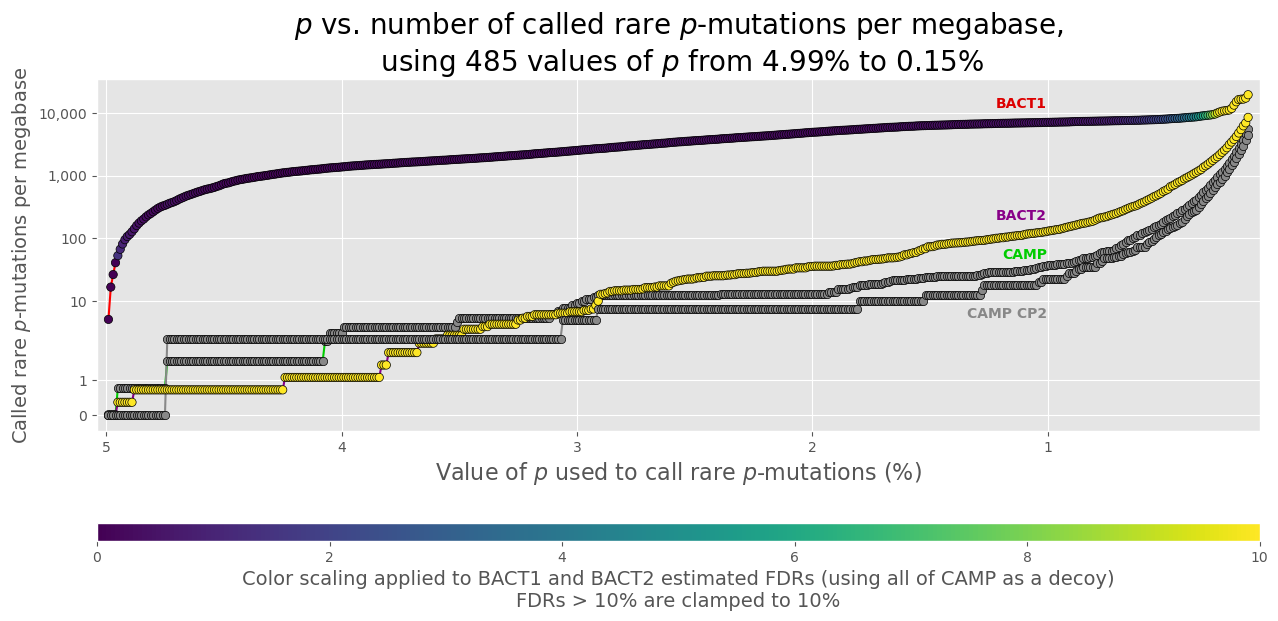 p vs. number of called rare p-mutations per megabase,
using 485 values of p from 4.99% to 0.15%
Called rare p-mutations per megabase
10,000
1,000
100
10
1
0
BACT1
BACT2
CAMP
CAMP CP2
5 4 3 2 1
Value of p used to call rare p-mutations (%)
0 2 4 6 8 10
Color scaling applied to BACT1 and BACT2 estimated FDRs (using all of CAMP as a decoy)
FDRs > 10% are clamped to 10%